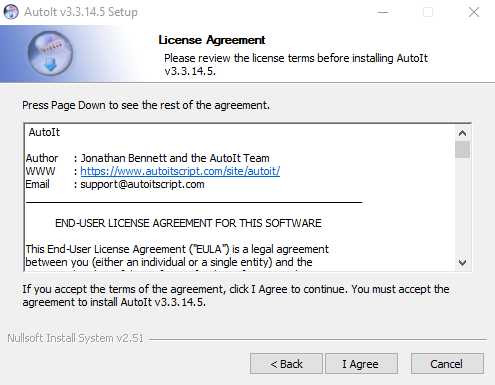 AutoIt v3.3.14.5 Setup
License Agreement
Please review the license terms before installing AutoIt
v3.3.14.5.
Press Page Down to see the rest of the agreement.
AutoIt
Author : Jonathan Bennett and the AutoIt Team
WWW : https://www.autoitscript.com/site/autoit/
Email : support@autoitscript.com
END-USER LICENSE AGREEMENT FOR THIS SOFTWARE
This End-User License Agreement ("EULA") is a legal agreement
between you (either an individual or a single entity) and the
If you accept the terms of the agreement, click I Agree to continue. You must accept the
agreement to install AutoIt v3.3.14.5.
Nullsoft Install System v2.51
< Back
I Agree
Cancel